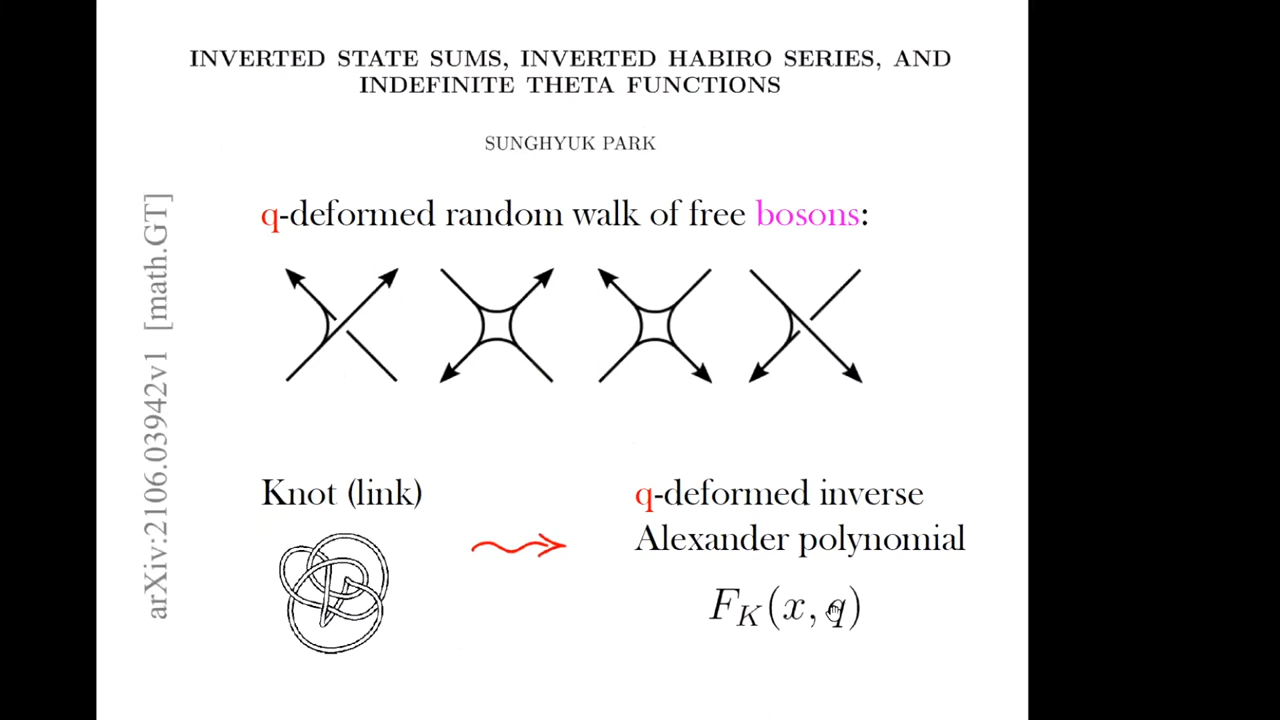 INVERTED STATE SUMS, INVERTED HABIRO SERIES, AND
INDEFINITE THETA FUNCTIONS
SUNGHYUK PARK
arXiv:2106.03942v1 [math.GT]
q-deformed random walk of free bosons:
Knot (link)
q-deformed inverse
Alexander polynomial
F_K(x, q)